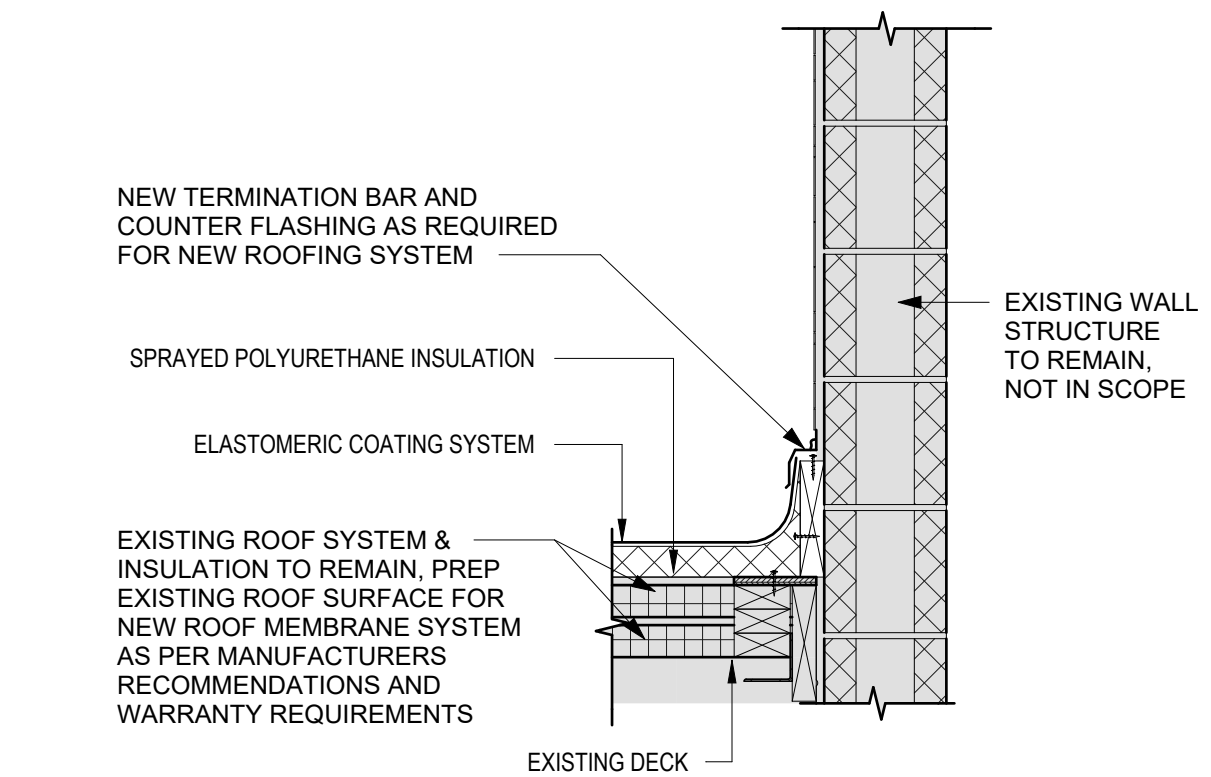 NEW TERMINATION BAR AND
COUNTER FLASHING AS REQUIRED
FOR NEW ROOFING SYSTEM
EXISTING WALL
STRUCTURE
TO REMAIN,
NOT IN SCOPE
SPRAYED POLYURETHANE INSULATION
ELASTOMERIC COATING SYSTEM
EXISTING ROOF SYSTEM &
INSULATION TO REMAIN, PREP
EXISTING ROOF SURFACE FOR
NEW ROOF MEMBRANE SYSTEM
AS PER MANUFACTURERS
RECOMMENDATIONS AND
WARRANTY REQUIREMENTS
EXISTING DECK